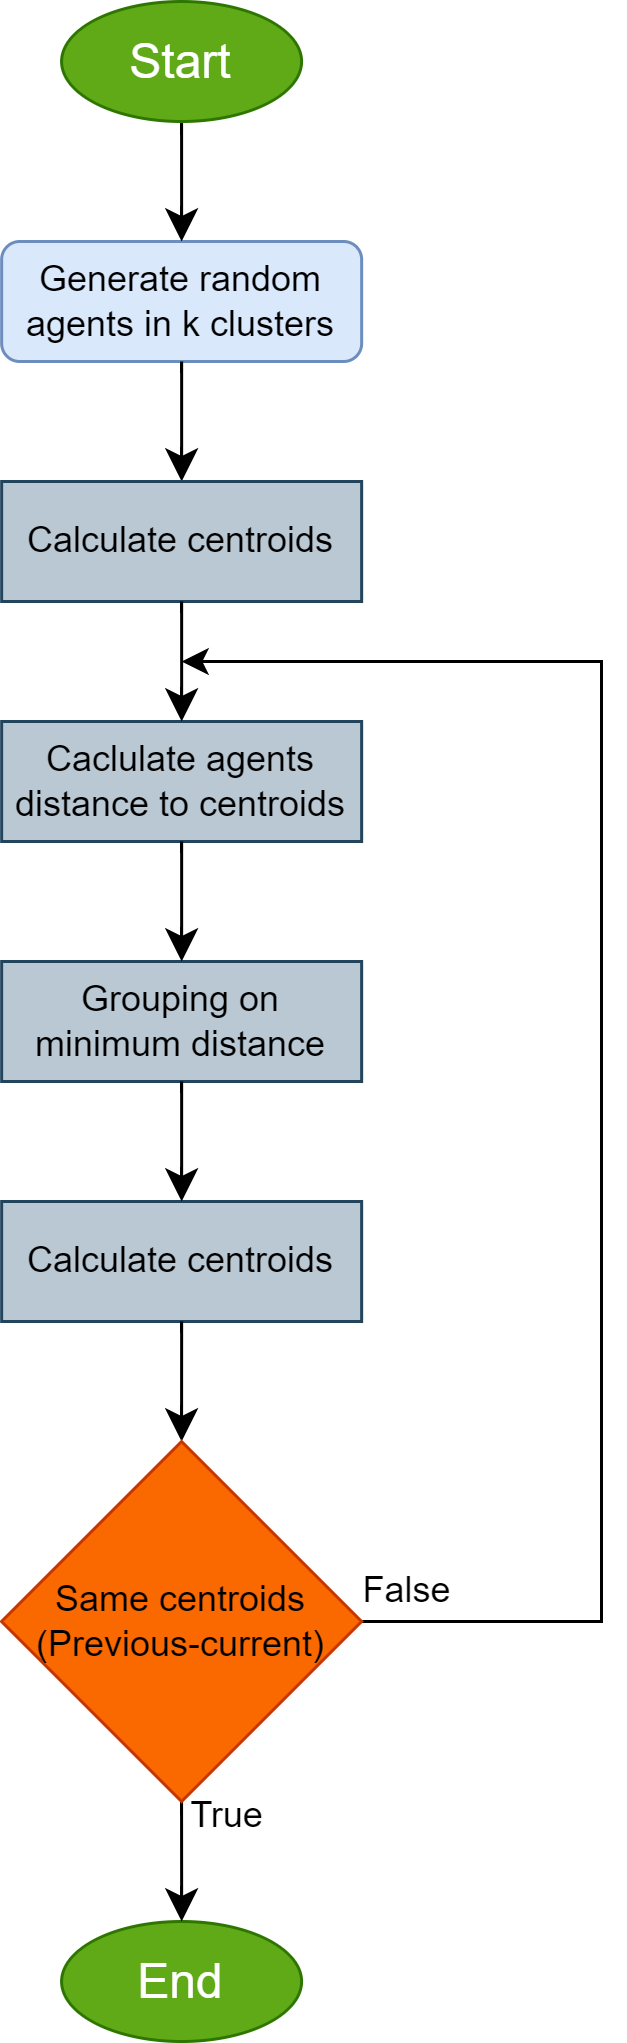 Start
Generate random
agents in k clusters
Calculate centroids
Caclulate agents
distance to centroids
Grouping on
minimum distance
Calculate centroids
Same centroids
(Previous-current)
False
True
End